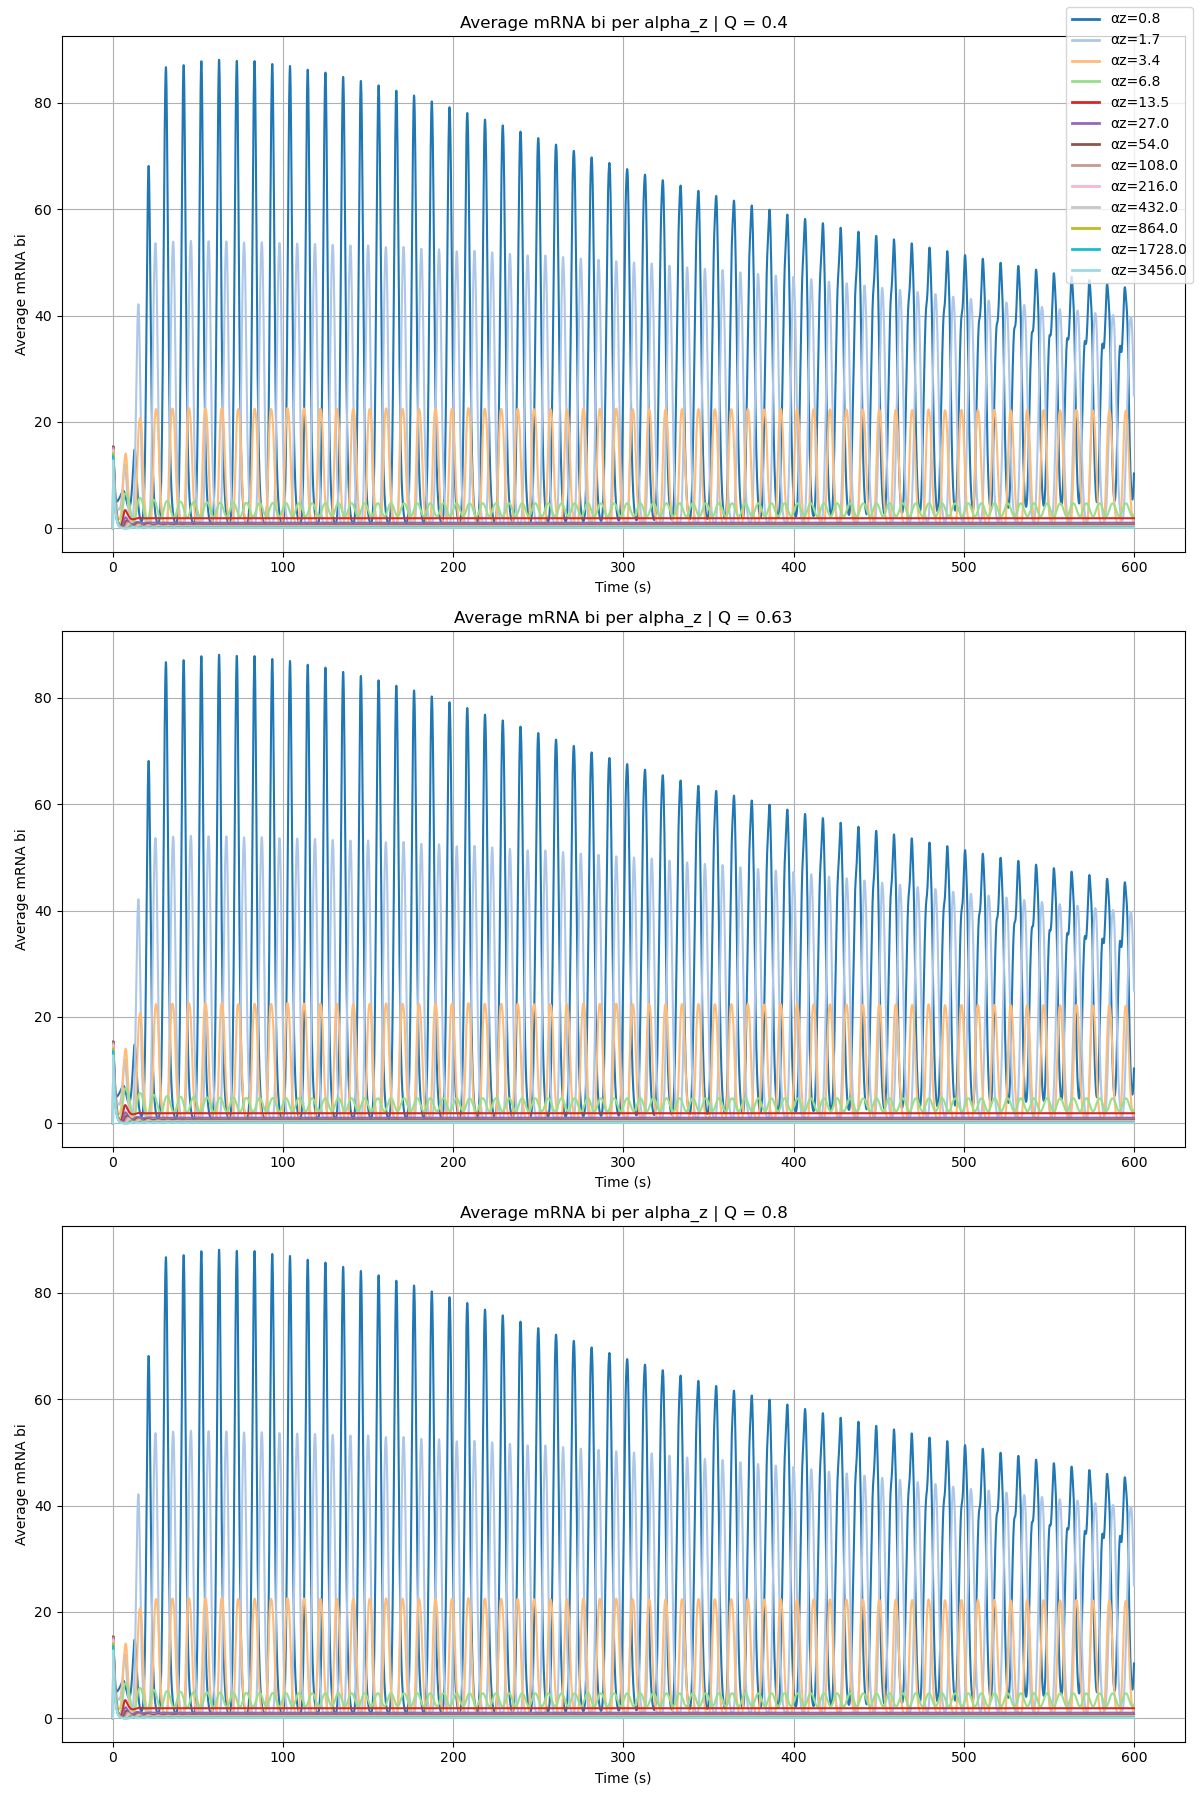 Average mRNA bi per alpha_z | Q = 0.4
αz=0.8
αz=1.7
αz=3.4
αz=6.8
αz=13.5
αz=27.0
αz=54.0
αz=108.0
αz=216.0
αz=432.0
αz=864.0
αz=1728.0
αz=3456.0
80
60
40
20
0
Average mRNA bi
0 100 200 300 400 500 600
Time (s)
Average mRNA bi per alpha_z | Q = 0.63
80
60
40
20
0
Average mRNA bi
0 100 200 300 400 500 600
Time (s)
Average mRNA bi per alpha_z | Q = 0.8
80
60
40
20
0
Average mRNA bi
0 100 200 300 400 500 600
Time (s)